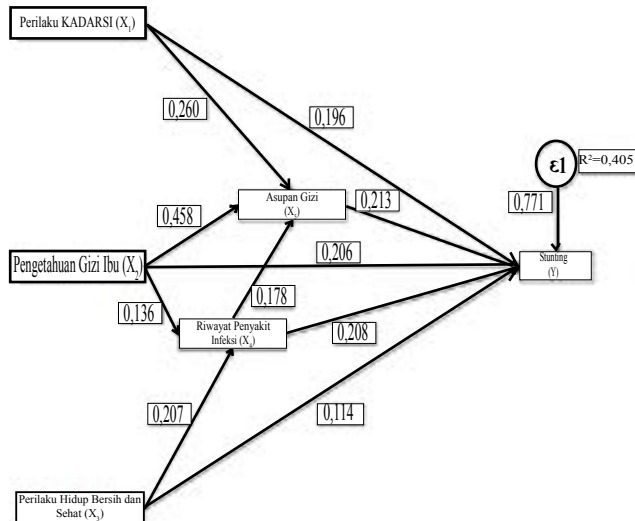 Perilaku KADARSI (X₁)
0,260
0,196
ε1
R²=0,405
Asupan Gizi
(X₅)
0,213
0,771
0,458
Pengetahuan Gizi Ibu (X₂)
0,206
Stunting
(Y)
0,178
0,136
Riwayat Penyakit
Infeksi (X₄)
0,208
0,207
0,114
Perilaku Hidup Bersih dan
Sehat (X₃)